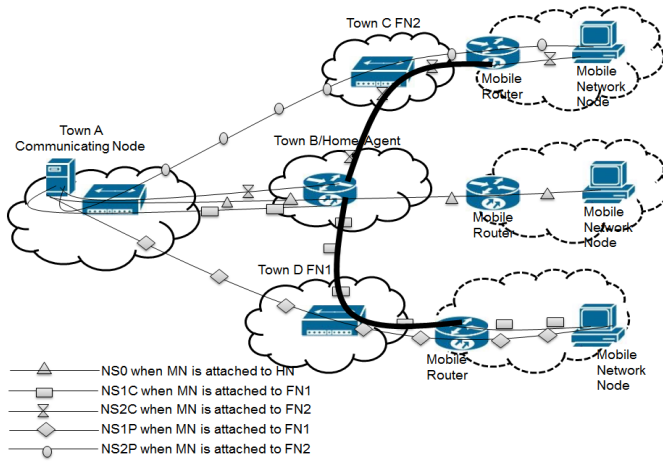 Town C FN2
Mobile
Router
Mobile
Network
Node
Town A
Communicating Node
Town B/Home Agent
Mobile
Router
Mobile
Network
Node
Town D FN1
Mobile
Router
Mobile
Network
Node
NS0 when MN is attached to HN
NS1C when MN is attached to FN1
NS2C when MN is attached to FN2
NS1P when MN is attached to FN1
NS2P when MN is attached to FN2